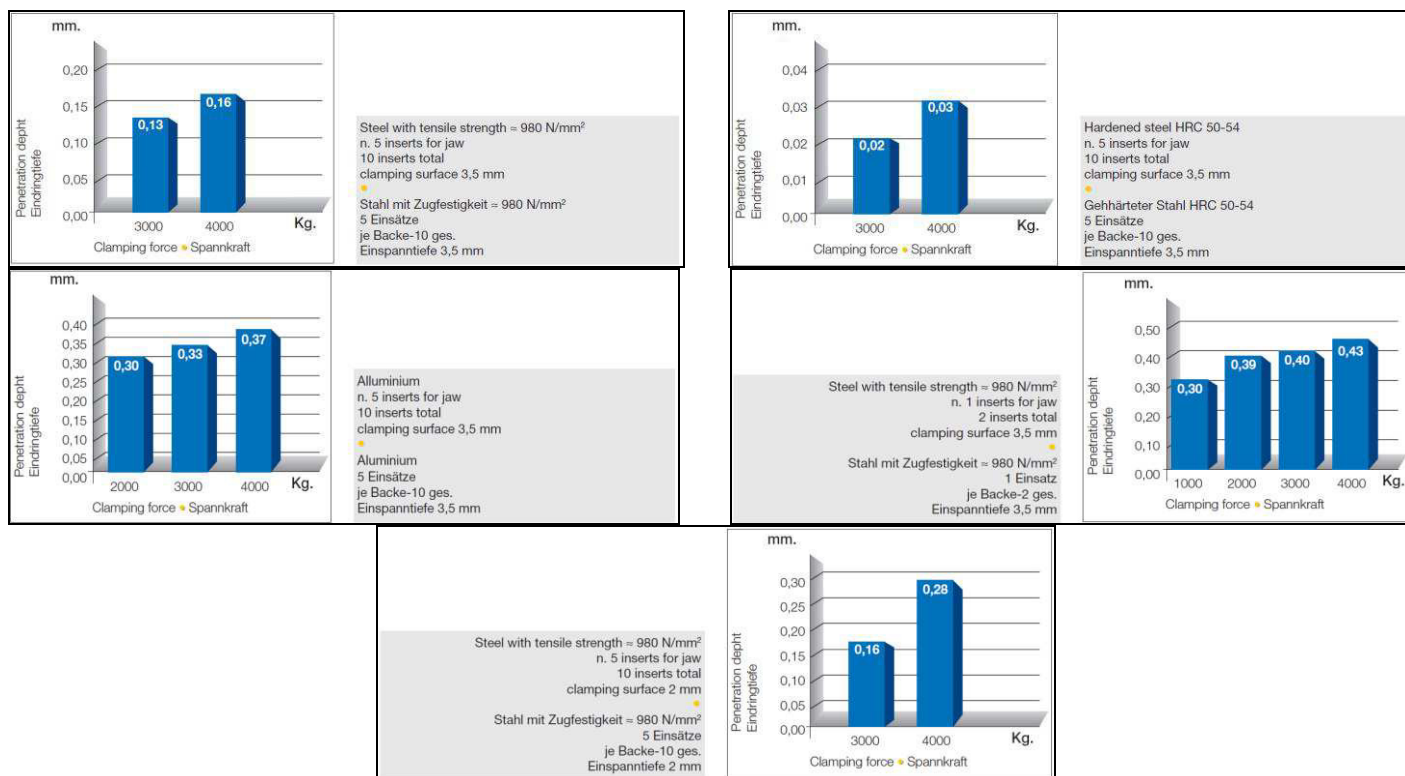 mm.
Penetration depht
Eindringtiefe
0,20
0,15
0,10
0,05
0,00
0,13
0,16
3000
4000
Kg.
Clamping force • Spannkraft
Steel with tensile strength ≈ 980 N/mm²
n. 5 inserts for jaw
10 inserts total
clamping surface 3,5 mm
•
Stahl mit Zugfestigkeit ≈ 980 N/mm²
5 Einsätze
je Backe-10 ges.
Einspanntiefe 3,5 mm
mm.
Penetration depht
Eindringtiefe
0,04
0,03
0,02
0,01
0,00
0,02
0,03
3000
4000
Kg.
Clamping force • Spannkraft
Hardened steel HRC 50-54
n. 5 inserts for jaw
10 inserts total
clamping surface 3,5 mm
•
Gehhärteter Stahl HRC 50-54
5 Einsätze
je Backe-10 ges.
Einspanntiefe 3,5 mm
mm.
Penetration depht
Eindringtiefe
0,40
0,35
0,30
0,25
0,20
0,15
0,10
0,05
0,00
0,30
0,33
0,37
2000
3000
4000
Kg.
Clamping force • Spannkraft
Alluminium
n. 5 inserts for jaw
10 inserts total
clamping surface 3,5 mm
•
Aluminium
5 Einsätze
je Backe-10 ges.
Einspanntiefe 3,5 mm
Steel with tensile strength ≈ 980 N/mm²
n. 1 inserts for jaw
2 inserts total
clamping surface 3,5 mm
•
Stahl mit Zugfestigkeit ≈ 980 N/mm²
1 Einsatz
je Backe-2 ges.
Einspanntiefe 3,5 mm
mm.
Penetration depht
Eindringtiefe
0,50
0,40
0,30
0,20
0,10
0,00
0,30
0,39
0,40
0,43
1000
2000
3000
4000
Kg.
Clamping force • Spannkraft
Steel with tensile strength ≈ 980 N/mm²
n. 5 inserts for jaw
10 inserts total
clamping surface 2 mm
•
Stahl mit Zugfestigkeit ≈ 980 N/mm²
5 Einsätze
je Backe-10 ges.
Einspanntiefe 2 mm
mm.
Penetration depht
Eindringtiefe
0,30
0,25
0,20
0,15
0,10
0,05
0,00
0,16
0,28
3000
4000
Kg.
Clamping force • Spannkraft